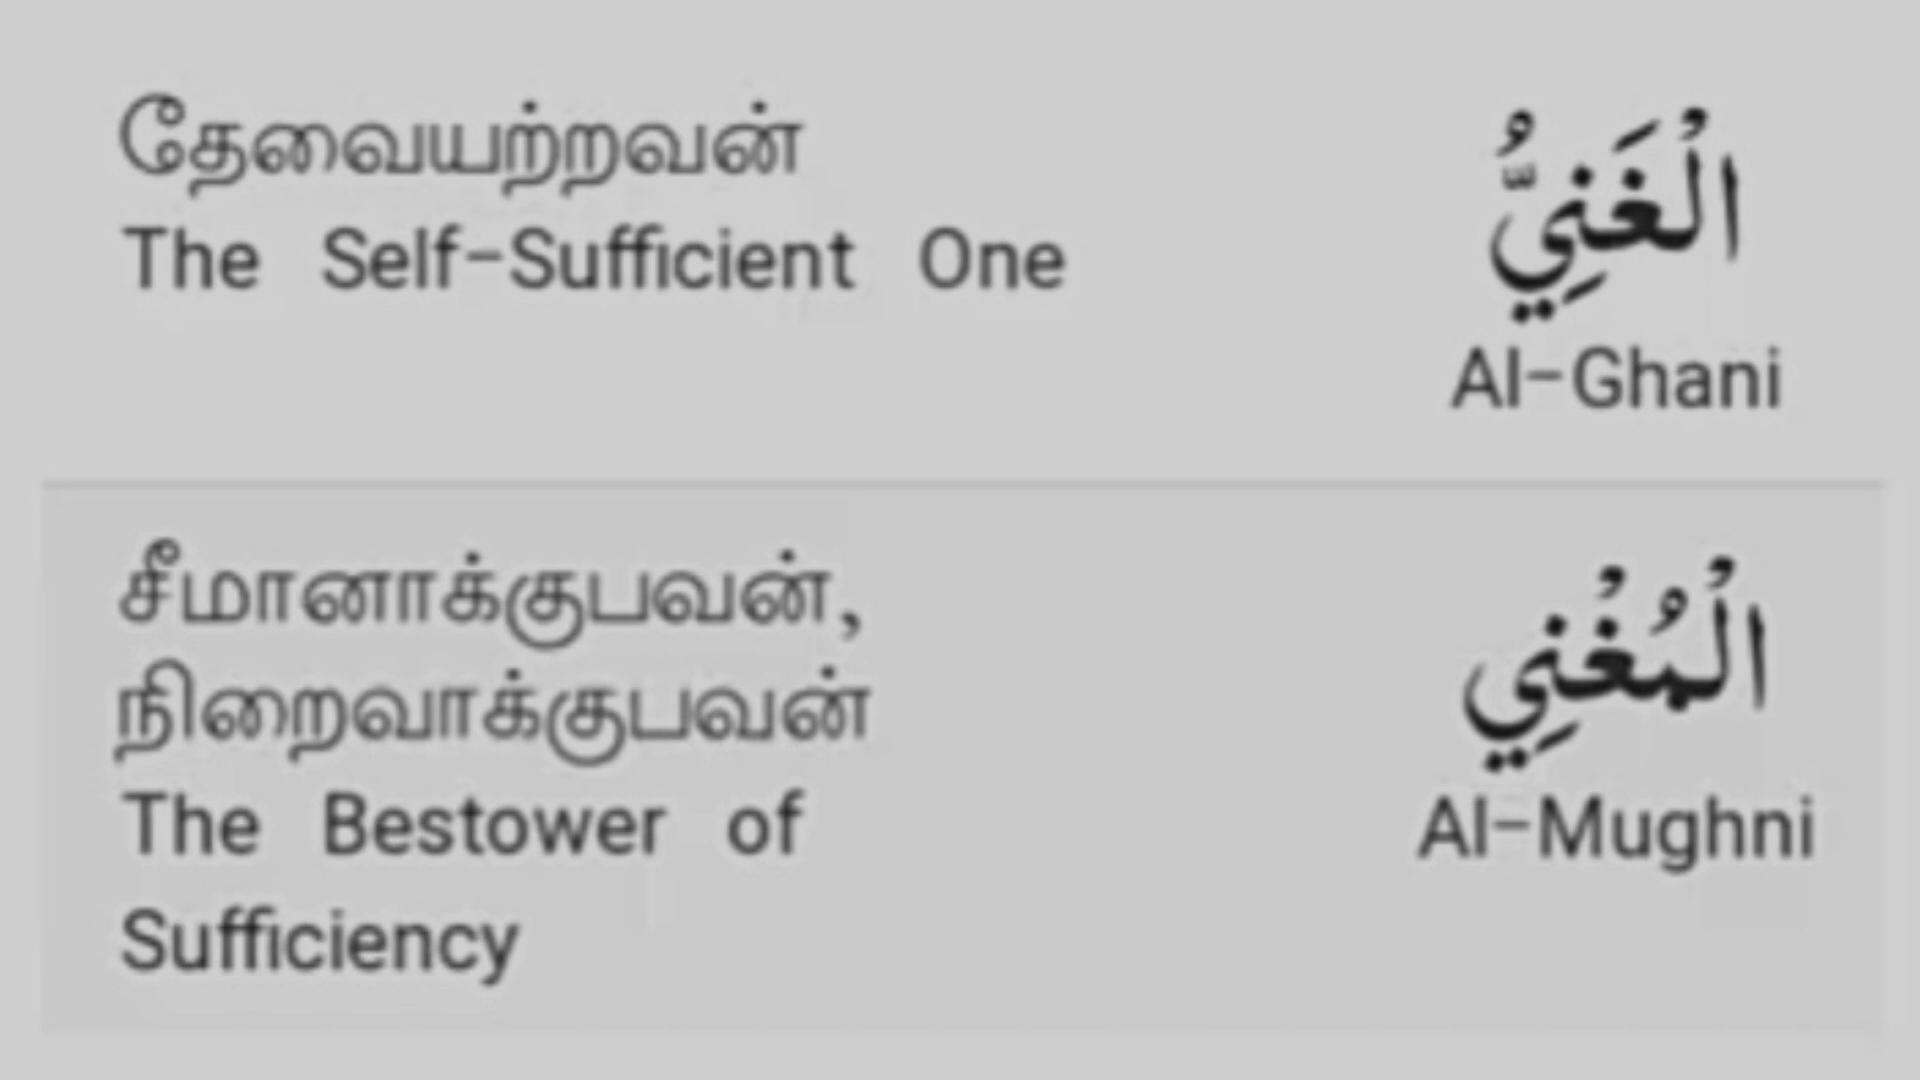 தேவையற்றவன்
The Self-Sufficient One
الْغَنِيُّ
Al-Ghani
சீமானாக்குபவன்,
நிறைவாக்குபவன்
The Bestower of
Sufficiency
الْمُغْنِي
Al-Mughni